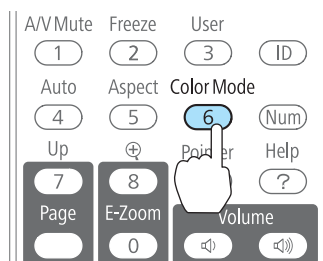 A/V Mute Freeze User
1 2 3 ID
Auto Aspect Color Mode
4 5 6 Num
Up Pointer Help
7 8 ?
Page E-Zoom Volume
0